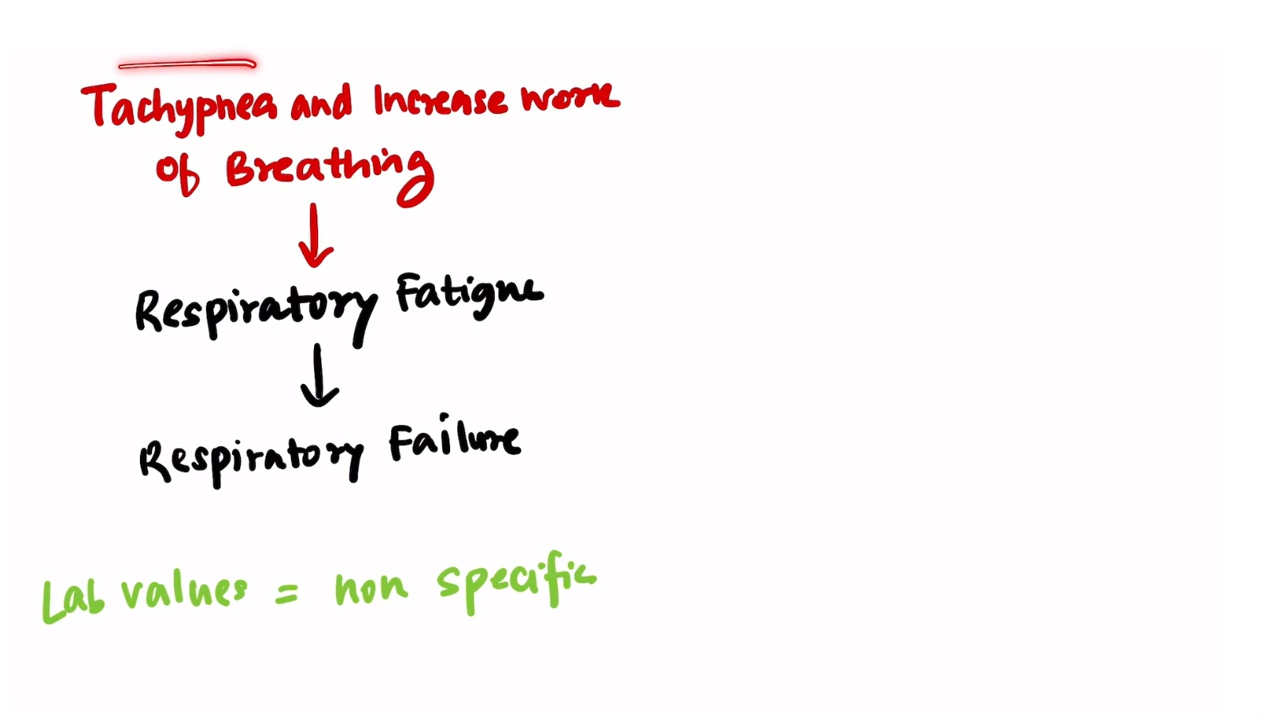 Tachypnea and Increase work
of Breathing
Respiratory Fatigue
Respiratory Failure
Lab values = non specific